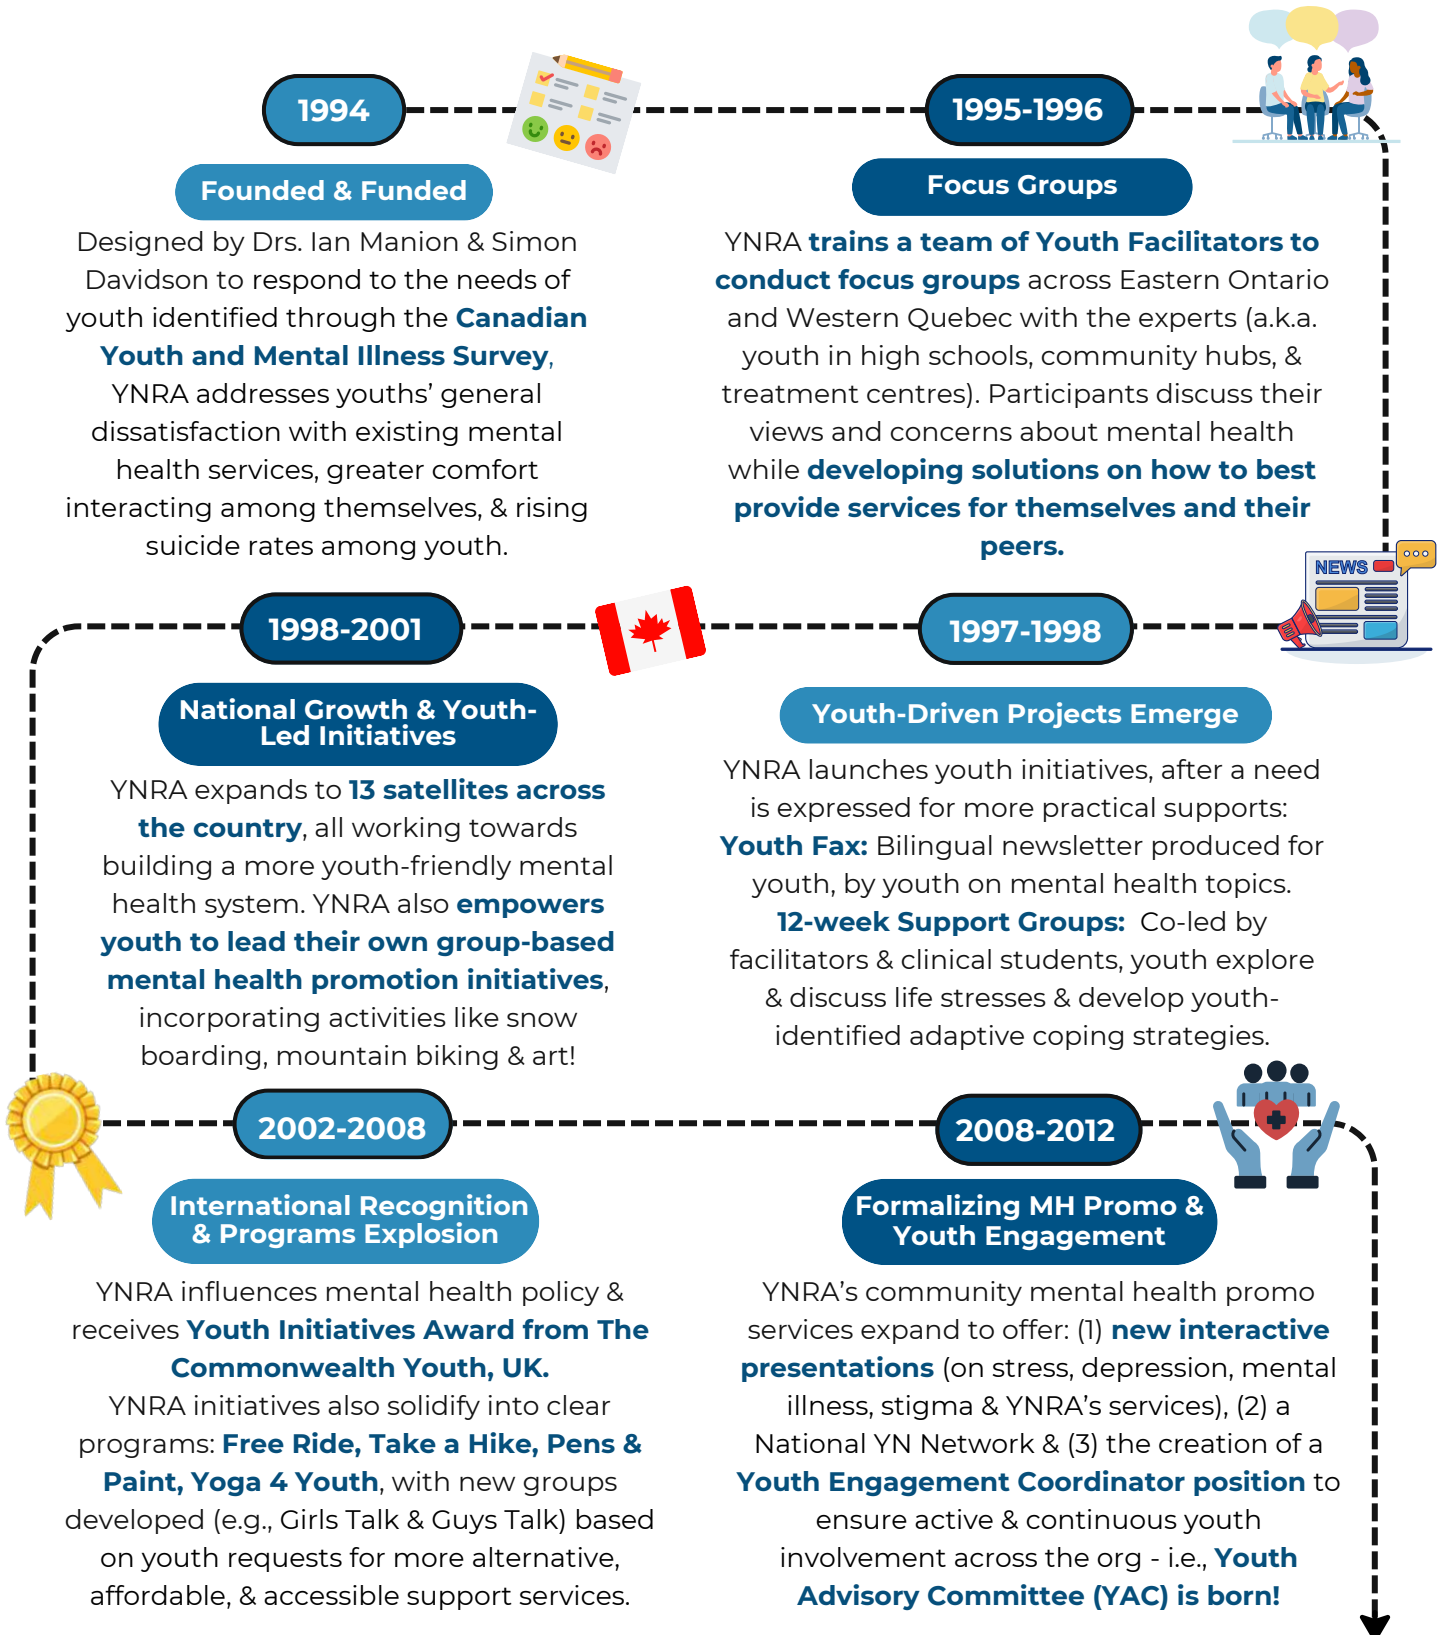 1994
Founded & Funded
Designed by Drs. Ian Manion & Simon
Davidson to respond to the needs of
youth identified through the Canadian
Youth and Mental Illness Survey,
YNRA addresses youths’ general
dissatisfaction with existing mental
health services, greater comfort
interacting among themselves, & rising
suicide rates among youth.
1995-1996
Focus Groups
YNRA trains a team of Youth Facilitators to
conduct focus groups across Eastern Ontario
and Western Quebec with the experts (a.k.a.
youth in high schools, community hubs, &
treatment centres). Participants discuss their
views and concerns about mental health
while developing solutions on how to best
provide services for themselves and their
peers.
NEWS
1997-1998
Youth-Driven Projects Emerge
YNRA launches youth initiatives, after a need
is expressed for more practical supports:
Youth Fax: Bilingual newsletter produced for
youth, by youth on mental health topics.
12-week Support Groups: Co-led by
facilitators & clinical students, youth explore
& discuss life stresses & develop youth-
identified adaptive coping strategies.
1998-2001
National Growth & Youth-
Led Initiatives
YNRA expands to 13 satellites across
the country, all working towards
building a more youth-friendly mental
health system. YNRA also empowers
youth to lead their own group-based
mental health promotion initiatives,
incorporating activities like snow
boarding, mountain biking & art!
2002-2008
International Recognition
& Programs Explosion
YNRA influences mental health policy &
receives Youth Initiatives Award from The
Commonwealth Youth, UK.
YNRA initiatives also solidify into clear
programs: Free Ride, Take a Hike, Pens &
Paint, Yoga 4 Youth, with new groups
developed (e.g., Girls Talk & Guys Talk) based
on youth requests for more alternative,
affordable, & accessible support services.
2008-2012
Formalizing MH Promo &
Youth Engagement
YNRA’s community mental health promo
services expand to offer: (1) new interactive
presentations (on stress, depression, mental
illness, stigma & YNRA’s services), (2) a
National YN Network & (3) the creation of a
Youth Engagement Coordinator position to
ensure active & continuous youth
involvement across the org - i.e., Youth
Advisory Committee (YAC) is born!